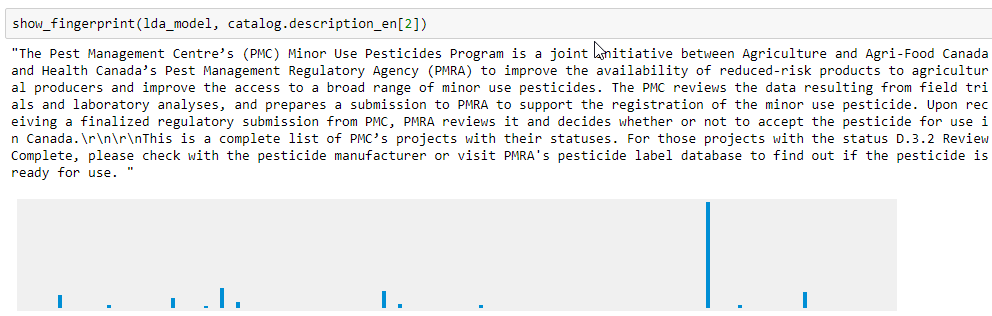 show_fingerprint(lda_model, catalog.description_en[2])
"The Pest Management Centre’s (PMC) Minor Use Pesticides Program is a joint initiative between Agriculture and Agri-Food Canada
and Health Canada’s Pest Management Regulatory Agency (PMRA) to improve the availability of reduced-risk products to agricultur
al producers and improve the access to a broad range of minor use pesticides. The PMC reviews the data resulting from field tri
als and laboratory analyses, and prepares a submission to PMRA to support the registration of the minor use pesticide. Upon rec
eiving a finalized regulatory submission from PMC, PMRA reviews it and decides whether or not to accept the pesticide for use i
n Canada.\r\n\r\nThis is a complete list of PMC’s projects with their statuses. For those projects with the status D.3.2 Review
Complete, please check with the pesticide manufacturer or visit PMRA's pesticide label database to find out if the pesticide is
ready for use. "